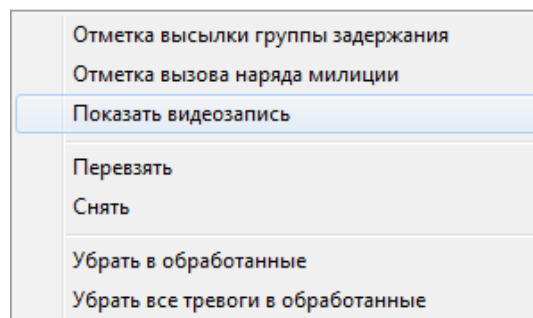 Отметка высылки группы задержания
Отметка вызова наряда милиции
Показать видеозапись
Перевзять
Снять
Убрать в обработанные
Убрать все тревоги в обработанные